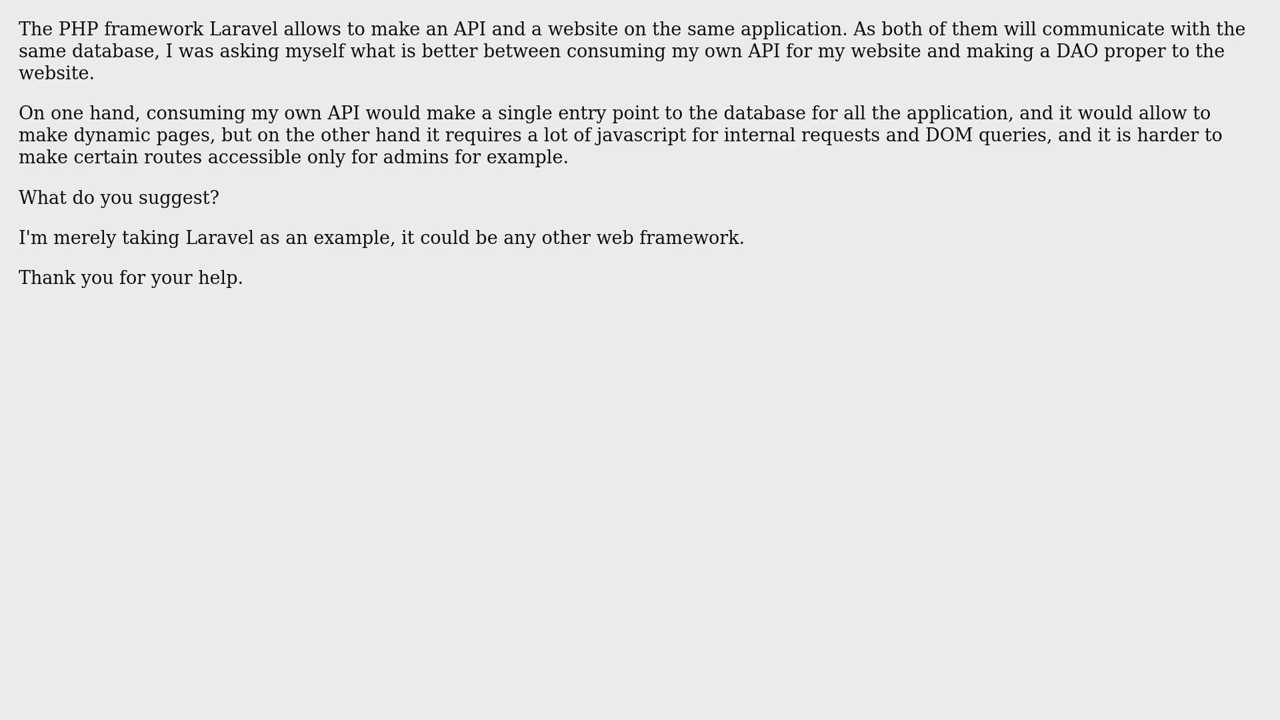 The PHP framework Laravel allows to make an API and a website on the same application. As both of them will communicate with the
same database, I was asking myself what is better between consuming my own API for my website and making a DAO proper to the
website.
On one hand, consuming my own API would make a single entry point to the database for all the application, and it would allow to
make dynamic pages, but on the other hand it requires a lot of javascript for internal requests and DOM queries, and it is harder to
make certain routes accessible only for admins for example.
What do you suggest?
I'm merely taking Laravel as an example, it could be any other web framework.
Thank you for your help.